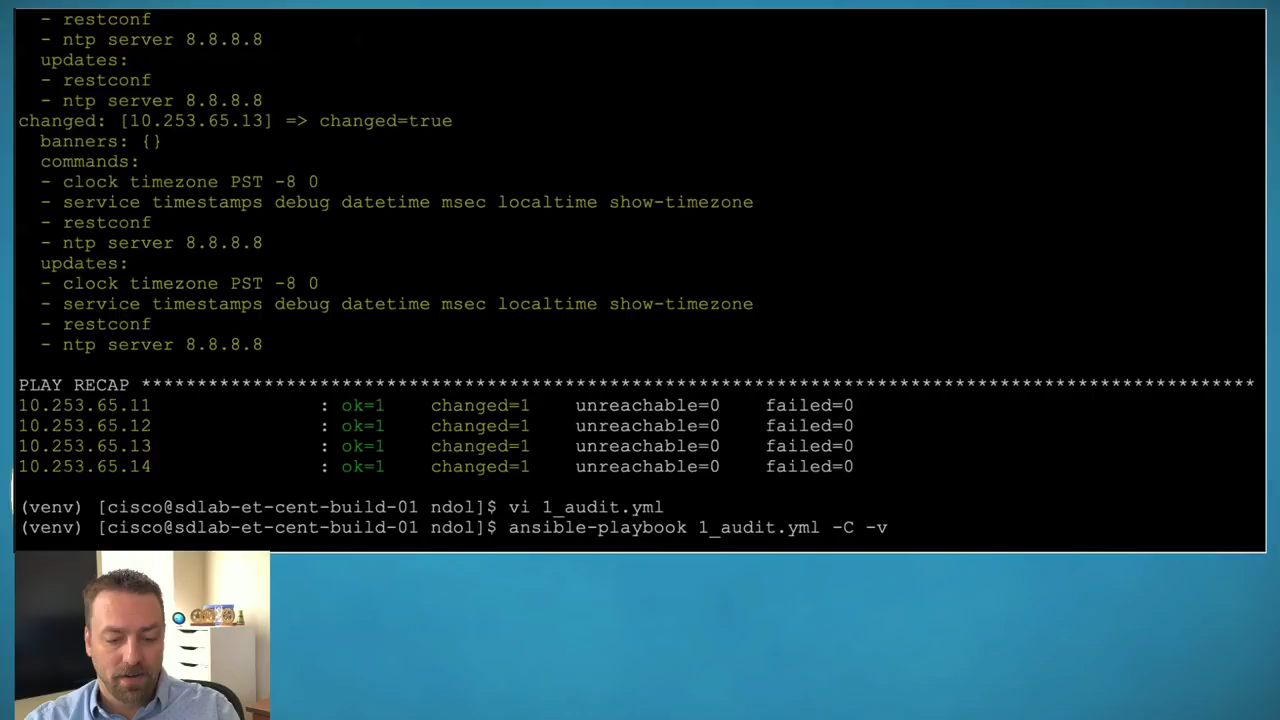 - restconf
- ntp server 8.8.8.8
updates:
- restconf
- ntp server 8.8.8.8
changed: [10.253.65.13] => changed=true
banners: {}
commands:
- clock timezone PST -8 0
- service timestamps debug datetime msec localtime show-timezone
- restconf
- ntp server 8.8.8.8
updates:
- clock timezone PST -8 0
- service timestamps debug datetime msec localtime show-timezone
- restconf
- ntp server 8.8.8.8
PLAY RECAP ****************************************************************************************************
10.253.65.11 : ok=1 changed=1 unreachable=0 failed=0
10.253.65.12 : ok=1 changed=1 unreachable=0 failed=0
10.253.65.13 : ok=1 changed=1 unreachable=0 failed=0
10.253.65.14 : ok=1 changed=1 unreachable=0 failed=0
(venv) [cisco@sdlab-et-cent-build-01 ndol]$ vi 1_audit.yml
(venv) [cisco@sdlab-et-cent-build-01 ndol]$ ansible-playbook 1_audit.yml -C -v